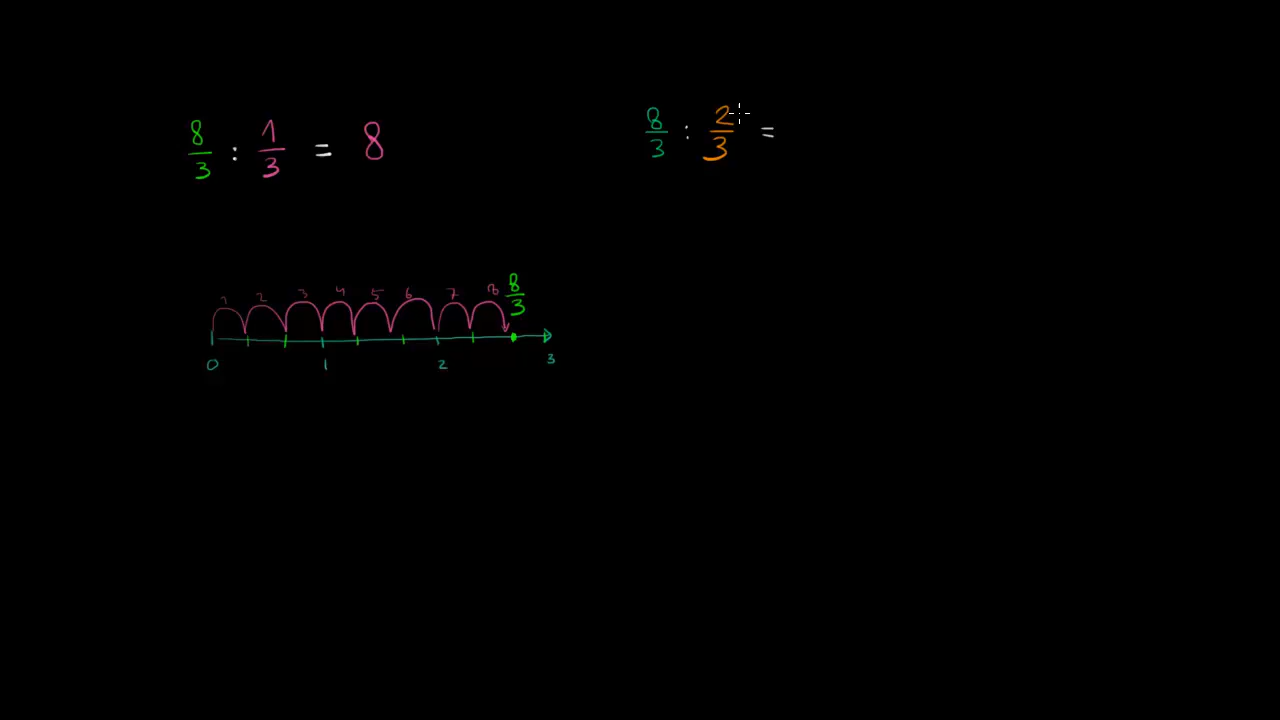 8/3 : 1/3 = 8
8/3 : 2/3 =
1 2 3 4 5 6 7 8 8/3
0 1 2 3